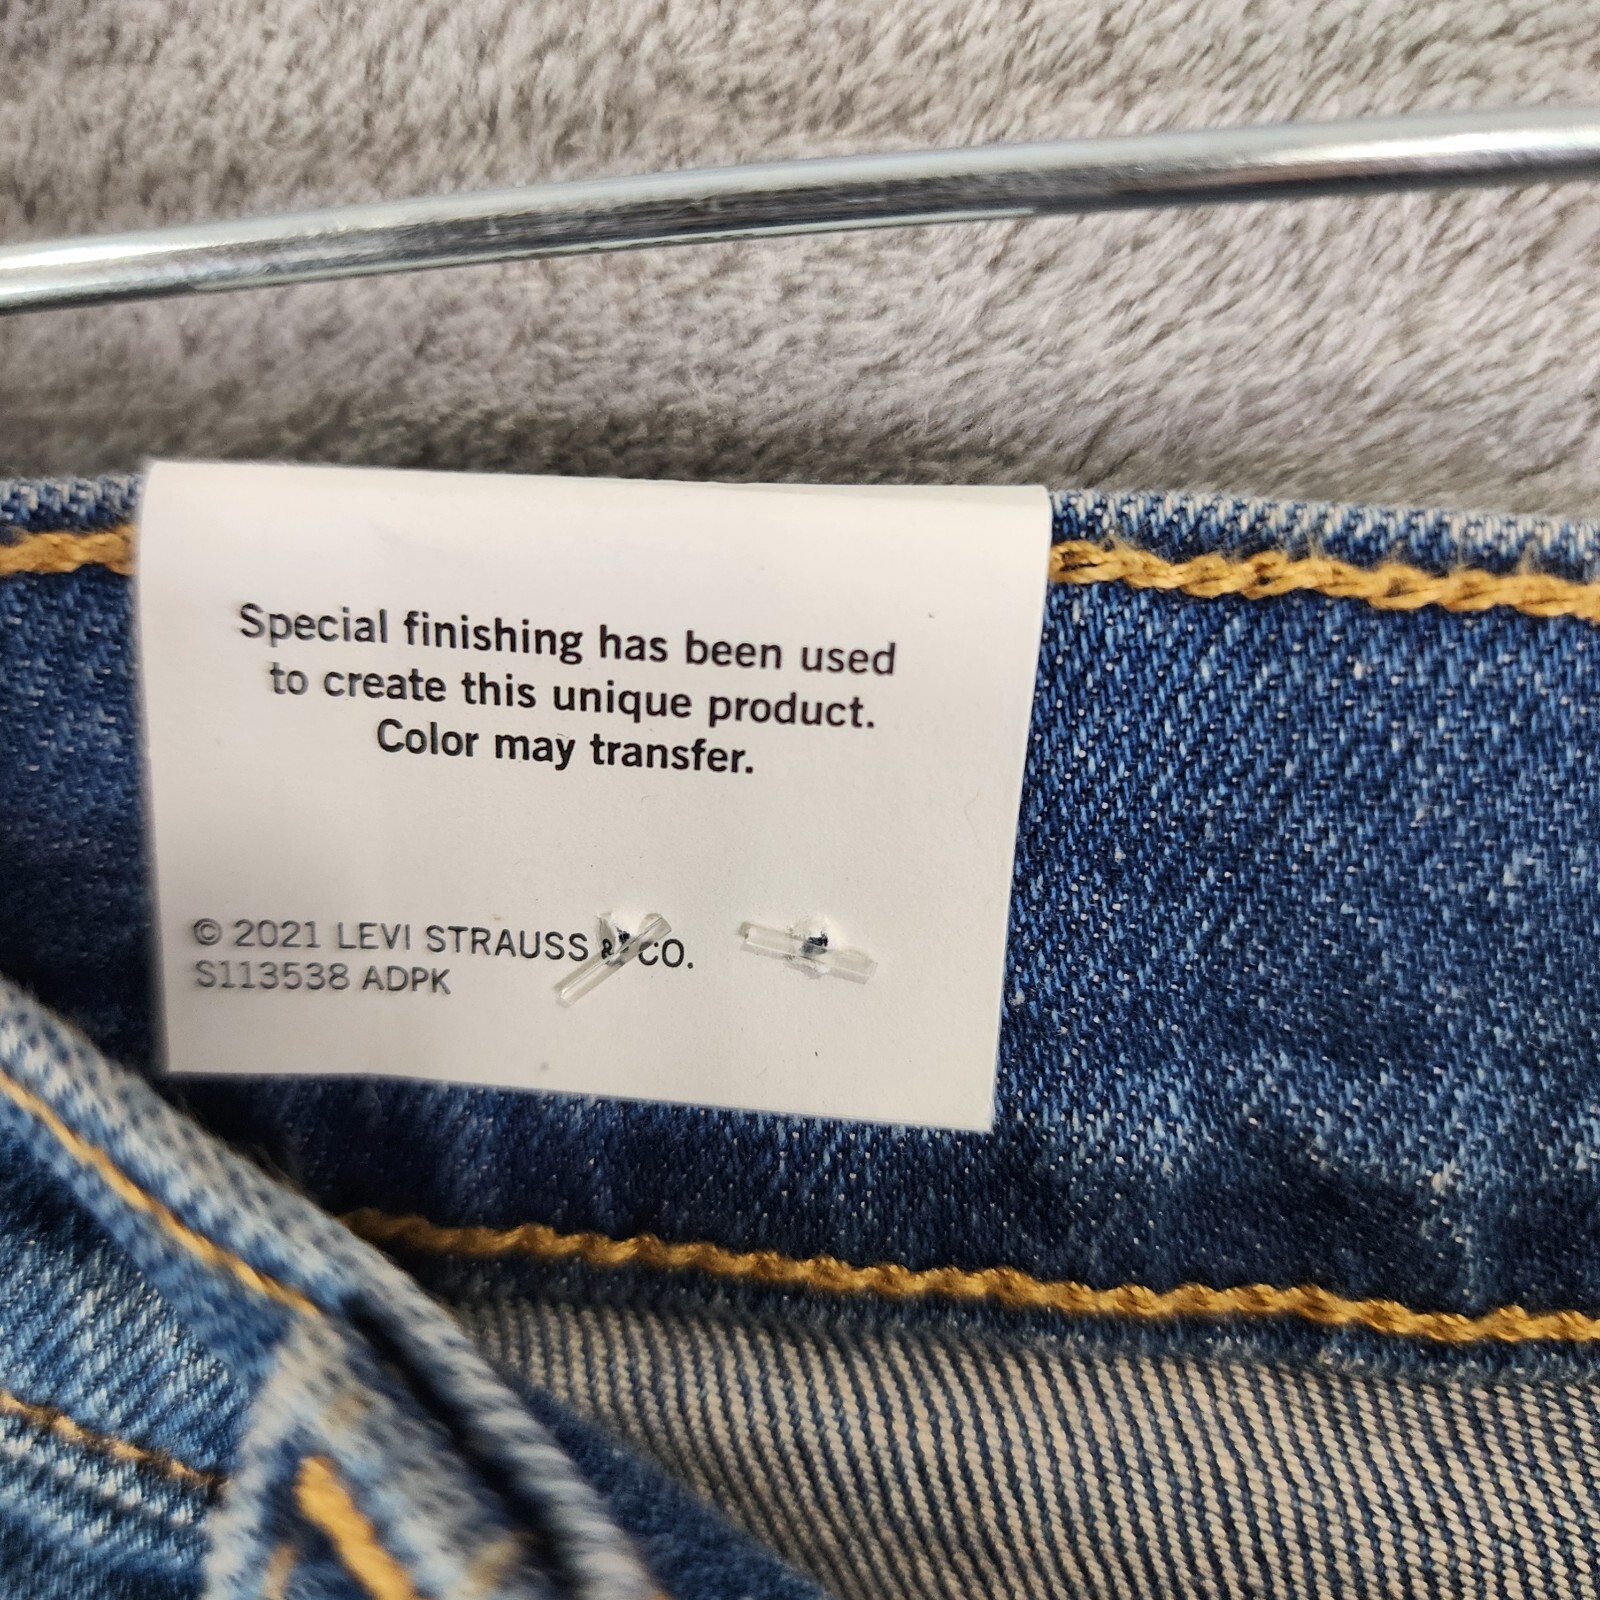 Special finishing has been used
to create this unique product.
Color may transfer.
© 2021 LEVI STRAUSS & CO.
S113538 ADPK